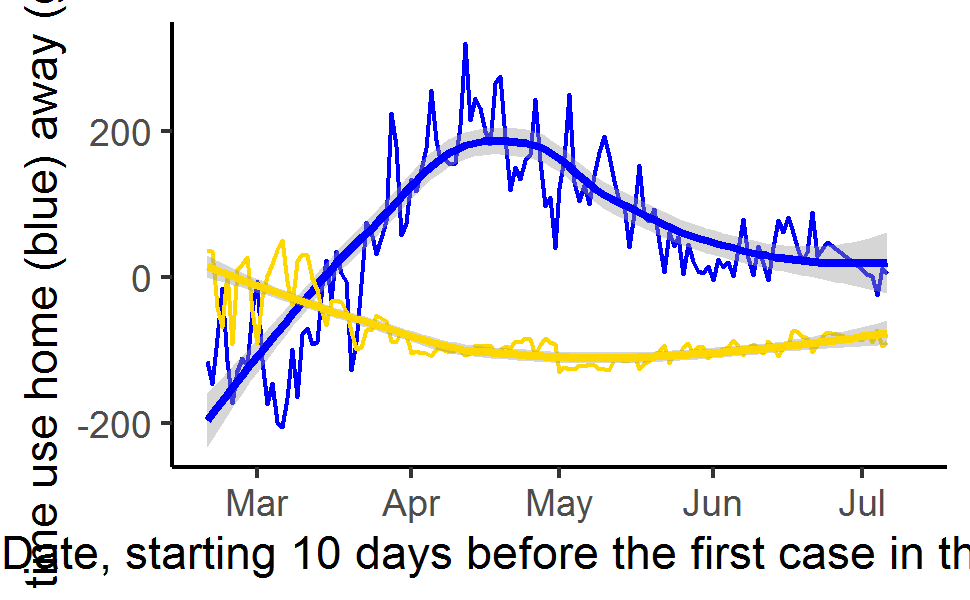 time use home (blue) away (g
200
0
-200
Mar Apr May Jun Jul
Date, starting 10 days before the first case in th